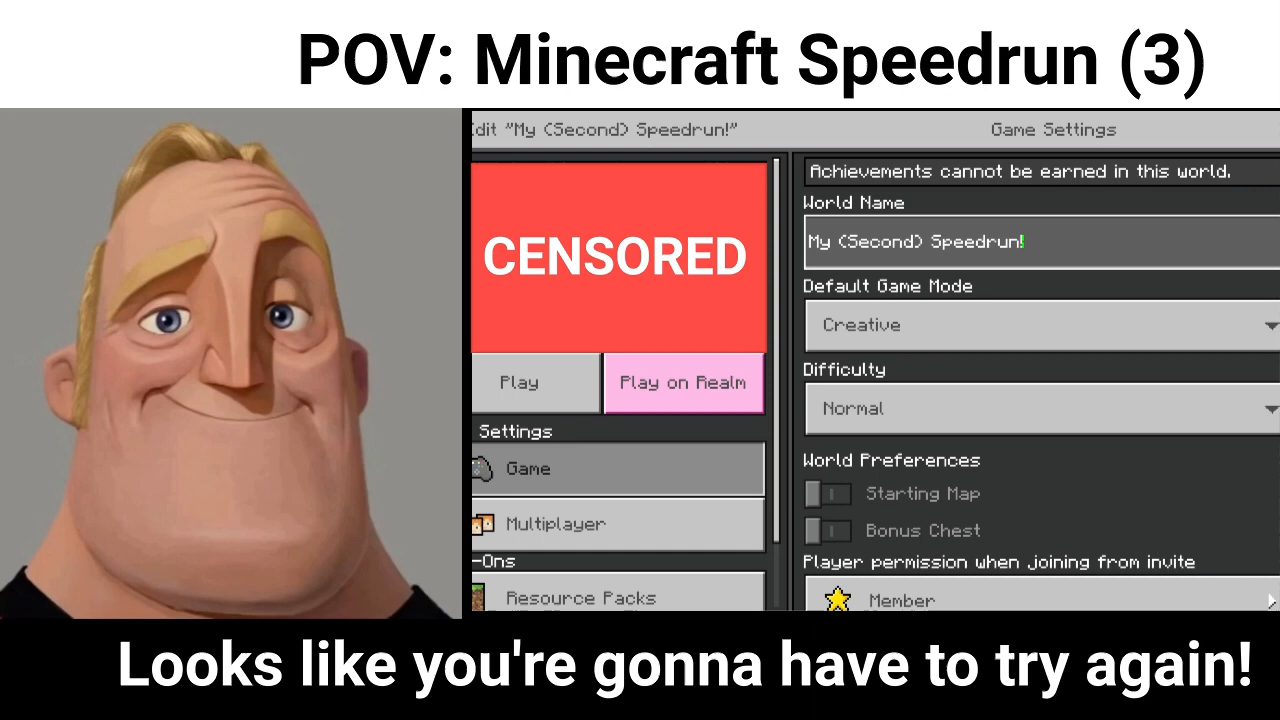 POV: Minecraft Speedrun (3)
dit "My (Second) Speedrun!"
Game Settings
CENSORED
Play
Play on Realm
Settings
Game
Multiplayer
-Ons
Resource Packs
Achievements cannot be earned in this world.
World Name
My (Second) Speedrun!
Default Game Mode
Creative
Difficulty
Normal
World Preferences
Starting Map
Bonus Chest
Player permission when joining from invite
Member
Looks like you're gonna have to try again!